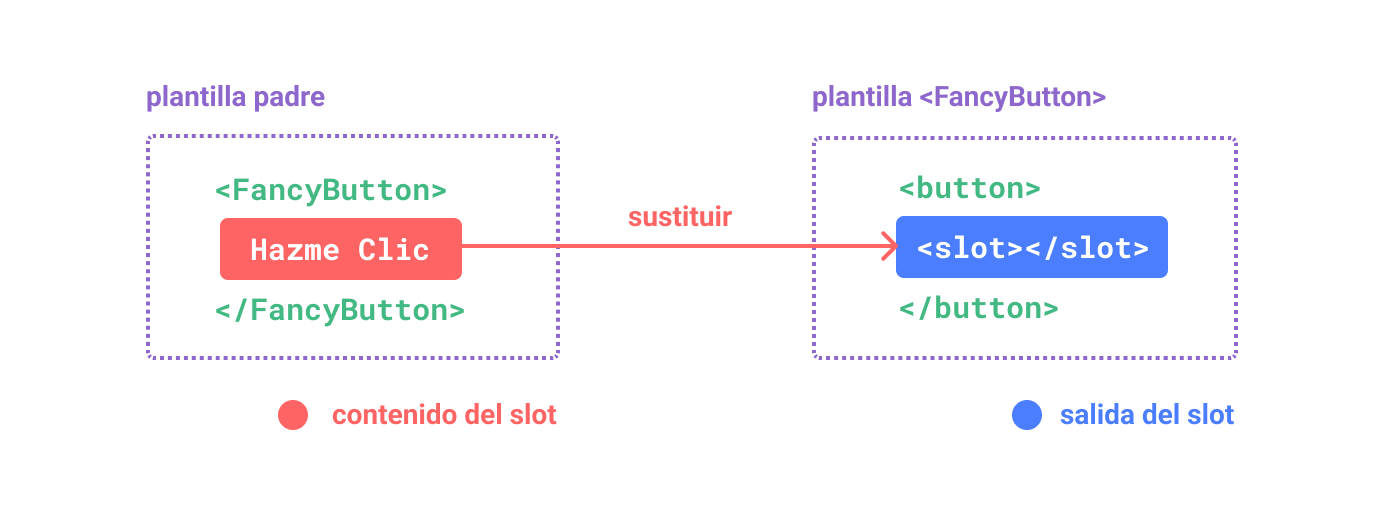 plantilla padre
<FancyButton>
Hazme Clic
</FancyButton>
sustituir
plantilla <FancyButton>
<button>
<slot></slot>
</button>
contenido del slot
salida del slot